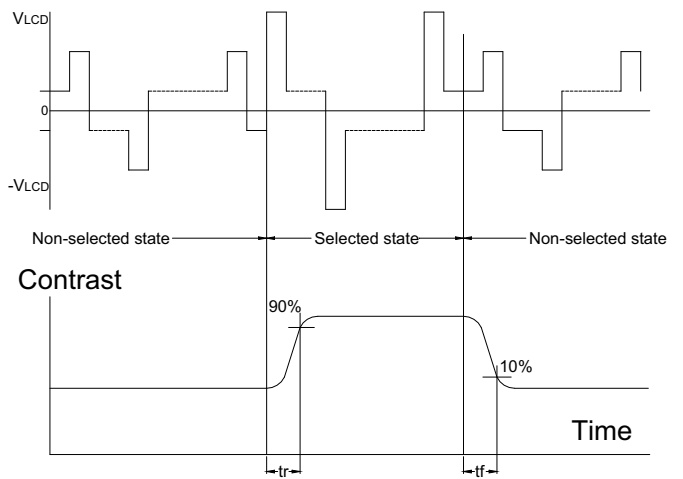 VLCD
0
-VLCD
Non-selected state
Selected state
Non-selected state
Contrast
90%
10%
Time
tr
tf